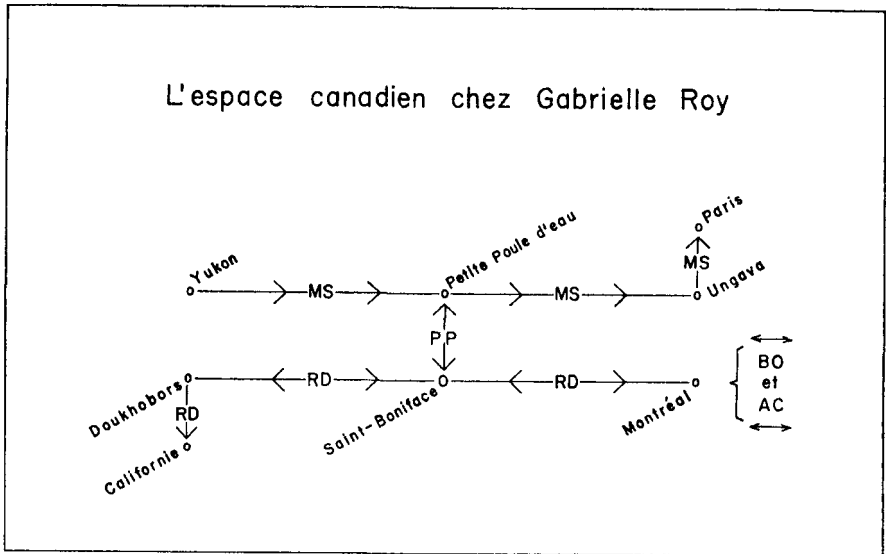 L'espace canadien chez Gabrielle Roy
Paris
Yukon
Petite Poule d'eau
MS
MS
MS
Ungava
PP
BO
et
AC
Doukhobors
RD
RD
RD
Saint-Boniface
Montréal
Californie